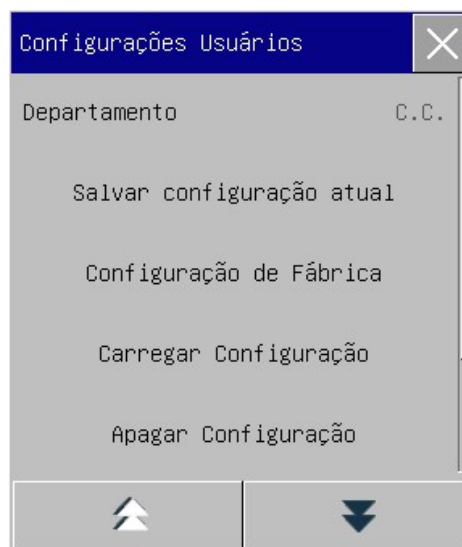 Configurações Usuários
Departamento C.C.
Salvar configuração atual
Configuração de Fábrica
Carregar Configuração
Apagar Configuração